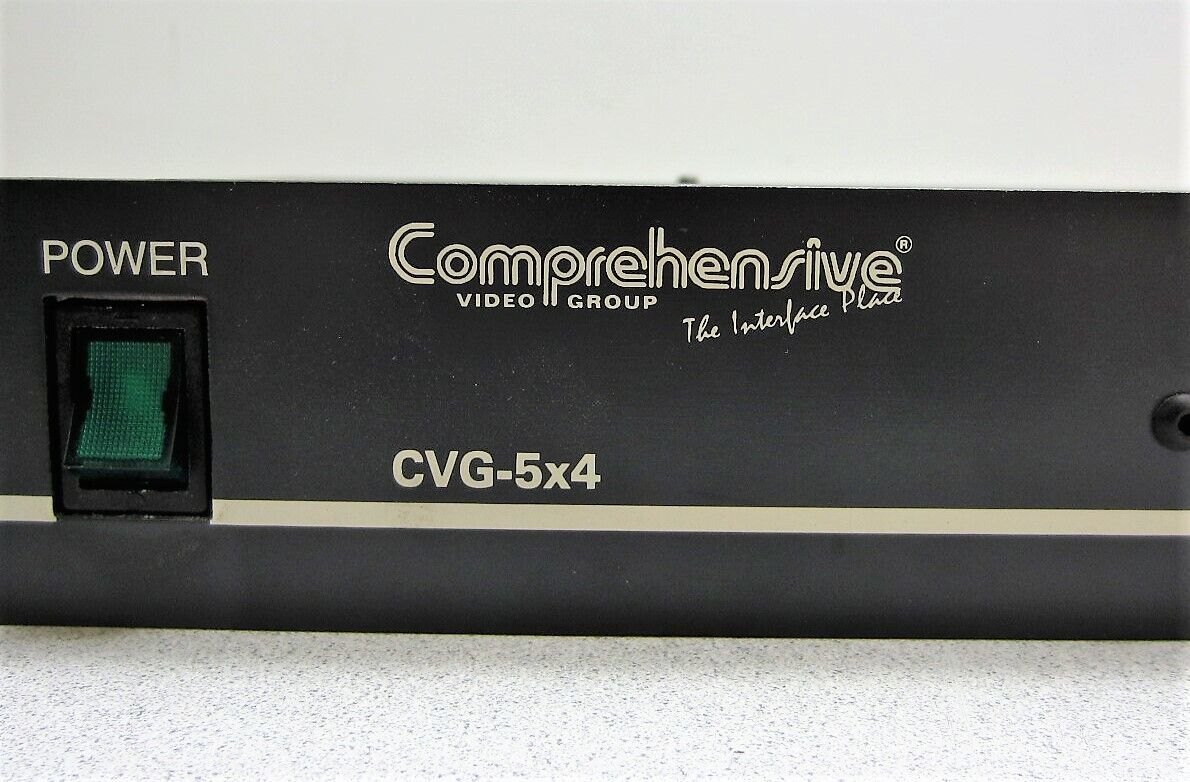 POWER
Comprehensive®
VIDEO GROUP
The Interface Place
CVG-5x4